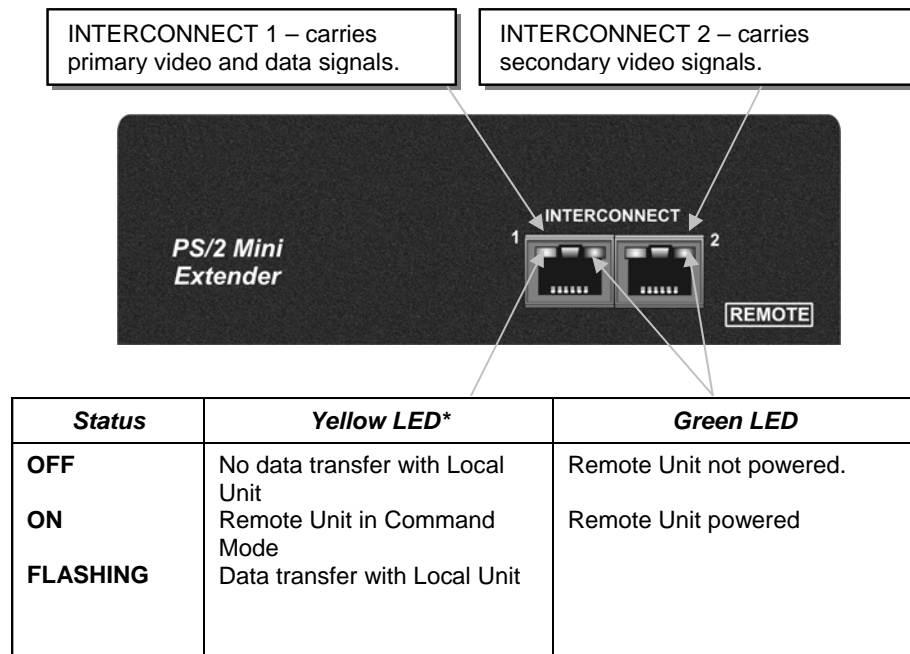 INTERCONNECT 1 – carries
primary video and data signals.
INTERCONNECT 2 – carries
secondary video signals.
INTERCONNECT
1
2
PS/2 Mini
Extender
REMOTE
Status
Yellow LED*
Green LED
OFF
No data transfer with Local
Unit
Remote Unit not powered.
ON
Remote Unit in Command
Mode
Remote Unit powered
FLASHING
Data transfer with Local Unit